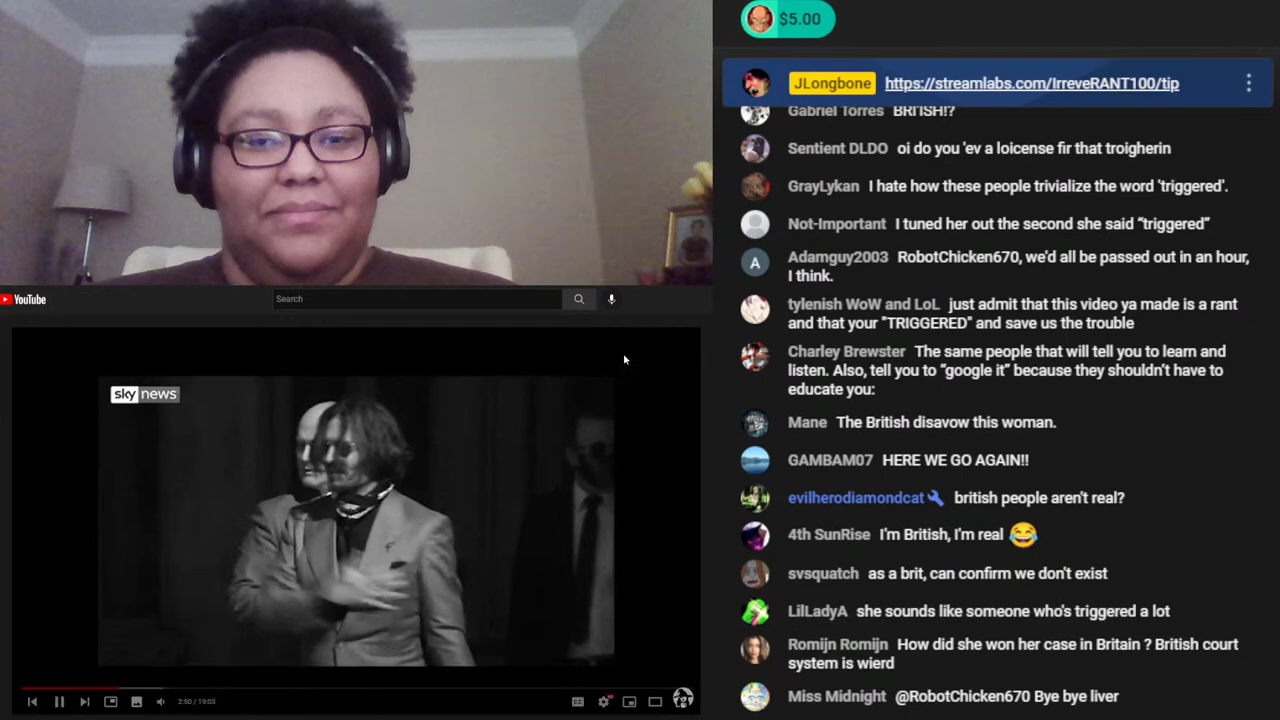 $5.00
JLongbone https://streamlabs.com/IrreveRANT100/tip
Gabriel Torres BRITISH!?
Sentient DLDO oi do you 'ev a loicense fir that troigherin
GrayLykan I hate how these people trivialize the word 'triggered'.
Not-Important I tuned her out the second she said “triggered”
A
Adamguy2003 RobotChicken670, we'd all be passed out in an hour,
I think.
tylenish WoW and LoL just admit that this video ya made is a rant
and that your "TRIGGERED" and save us the trouble
Charley Brewster The same people that will tell you to learn and
listen. Also, tell you to “google it” because they shouldn't have to
educate you:
Mane The British disavow this woman.
GAMBAM07 HERE WE GO AGAIN!!
evilherodiamondcat british people aren't real?
4th SunRise I'm British, I'm real
svsquatch as a brit, can confirm we don't exist
LilLadyA she sounds like someone who's triggered a lot
Romijn Romijn How did she won her case in Britain ? British court
system is wierd
Miss Midnight @RobotChicken670 Bye bye liver
YouTube
Search
sky news
2:50 / 19:03